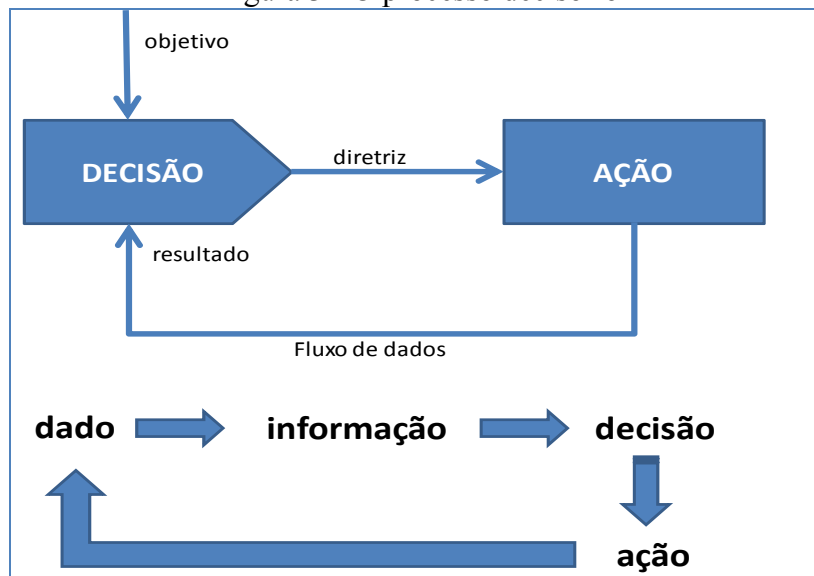 objetivo
DECISÃO
diretriz
AÇÃO
resultado
Fluxo de dados
dado
informação
decisão
ação